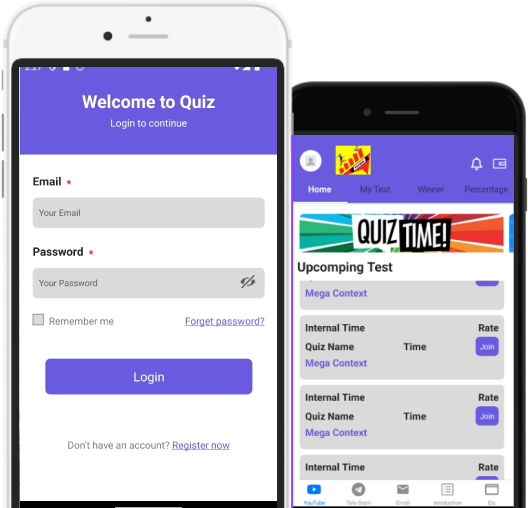 2:27
Welcome to Quiz
Login to continue
Email *
Your Email
Password *
Your Password
Remember me
Forget password?
Login
Don't have an account? Register now
Home My Test Winner Percentage
QUIZ TIME!
Upcomping Test
Mega Context
Internal Time Rate
Quiz Name Time Join
Mega Context
Internal Time Rate
Quiz Name Time Join
Mega Context
Internal Time Rate
YouTube Tele Gram Email Inroduction Etc